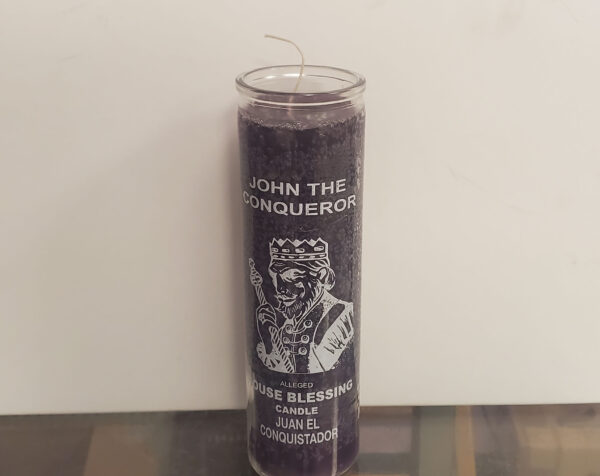 JOHN THE
CONQUEROR
ALLEGED
OUSE BLESSING
CANDLE
JUAN EL
CONQUISTADOR